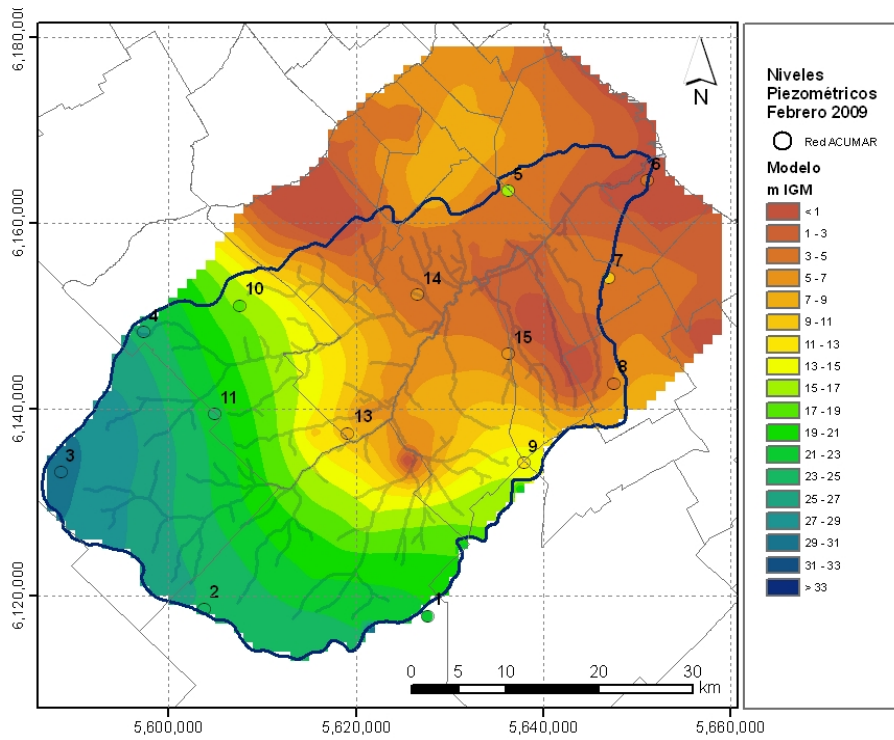 6,180,000
6,160,000
6,140,000
6,120,000
5,600,000
5,620,000
5,640,000
5,660,000
N
6
5
7
14
10
4
15
8
11
13
9
3
2
1
0 5 10 20 30
km
Niveles
Piezométricos
Febrero 2009
Red ACUMAR
Modelo
m IGM
< 1
1 - 3
3 - 5
5 - 7
7 - 9
9 - 11
11 - 13
13 - 15
15 - 17
17 - 19
19 - 21
21 - 23
23 - 25
25 - 27
27 - 29
29 - 31
31 - 33
> 33